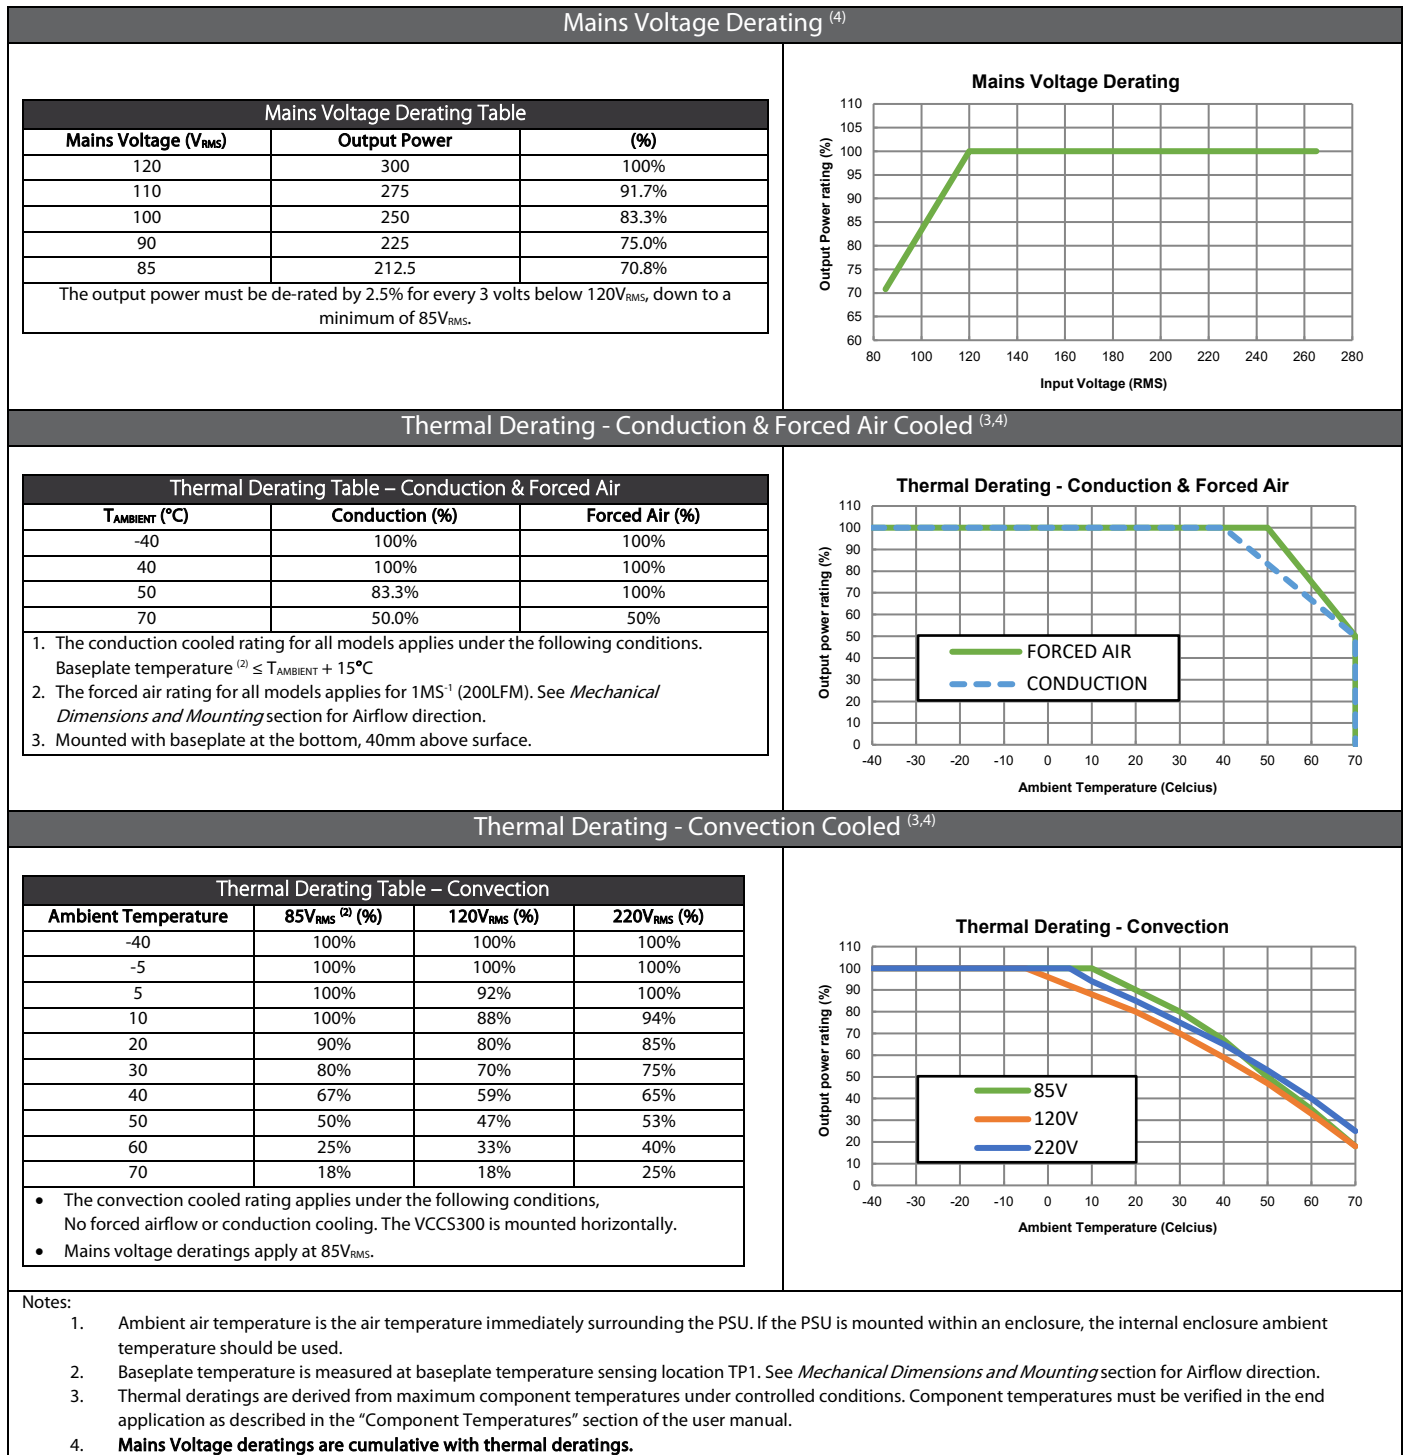 Mains Voltage Derating (4)
Mains Voltage Derating Table
Mains Voltage (VRMS) Output Power (%)
120 300 100%
110 275 91.7%
100 250 83.3%
90 225 75.0%
85 212.5 70.8%
The output power must be de-rated by 2.5% for every 3 volts below 120VRMS, down to a
minimum of 85VRMS.
Mains Voltage Derating
Output Power rating (%)
110
105
100
95
90
85
80
75
70
65
60
80 100 120 140 160 180 200 220 240 260 280
Input Voltage (RMS)
Thermal Derating - Conduction & Forced Air Cooled (3,4)
Thermal Derating Table – Conduction & Forced Air
TAMBIENT (°C) Conduction (%) Forced Air (%)
-40 100% 100%
40 100% 100%
50 83.3% 100%
70 50.0% 50%
1. The conduction cooled rating for all models applies under the following conditions.
Baseplate temperature (2) ≤ TAMBIENT + 15°C
2. The forced air rating for all models applies for 1MS-1 (200LFM). See Mechanical
Dimensions and Mounting section for Airflow direction.
3. Mounted with baseplate at the bottom, 40mm above surface.
Thermal Derating - Conduction & Forced Air
Output power rating (%)
110
100
90
80
70
60
50
40
30
20
10
0
FORCED AIR
CONDUCTION
-40 -30 -20 -10 0 10 20 30 40 50 60 70
Ambient Temperature (Celcius)
Thermal Derating - Convection Cooled (3,4)
Thermal Derating Table – Convection
Ambient Temperature 85VRMS (2) (%) 120VRMS (%) 220VRMS (%)
-40 100% 100% 100%
-5 100% 100% 100%
5 100% 92% 100%
10 100% 88% 94%
20 90% 80% 85%
30 80% 70% 75%
40 67% 59% 65%
50 50% 47% 53%
60 25% 33% 40%
70 18% 18% 25%
• The convection cooled rating applies under the following conditions,
No forced airflow or conduction cooling. The VCCS300 is mounted horizontally.
• Mains voltage deratings apply at 85VRMS.
Thermal Derating - Convection
Output power rating (%)
110
100
90
80
70
60
50
40
30
20
10
0
85V
120V
220V
-40 -30 -20 -10 0 10 20 30 40 50 60 70
Ambient Temperature (Celcius)
Notes:
1. Ambient air temperature is the air temperature immediately surrounding the PSU. If the PSU is mounted within an enclosure, the internal enclosure ambient
temperature should be used.
2. Baseplate temperature is measured at baseplate temperature sensing location TP1. See Mechanical Dimensions and Mounting section for Airflow direction.
3. Thermal deratings are derived from maximum component temperatures under controlled conditions. Component temperatures must be verified in the end
application as described in the “Component Temperatures” section of the user manual.
4. Mains Voltage deratings are cumulative with thermal deratings.